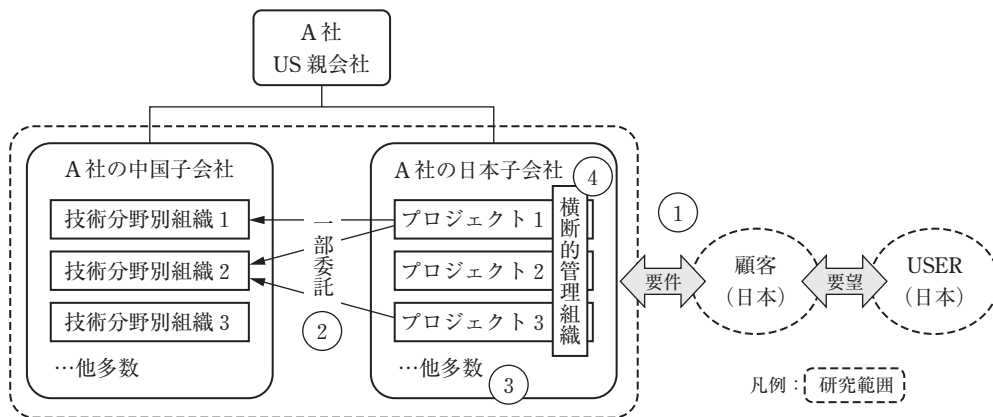 A社
US親会社
A社の中国子会社
技術分野別組織1
技術分野別組織2
技術分野別組織3
…他多数
一部委託
②
A社の日本子会社
④
プロジェクト1
プロジェクト2
プロジェクト3
横断的管理組織
…他多数
③
①
要件
顧客
(日本)
要望
USER
(日本)
凡例:研究範囲